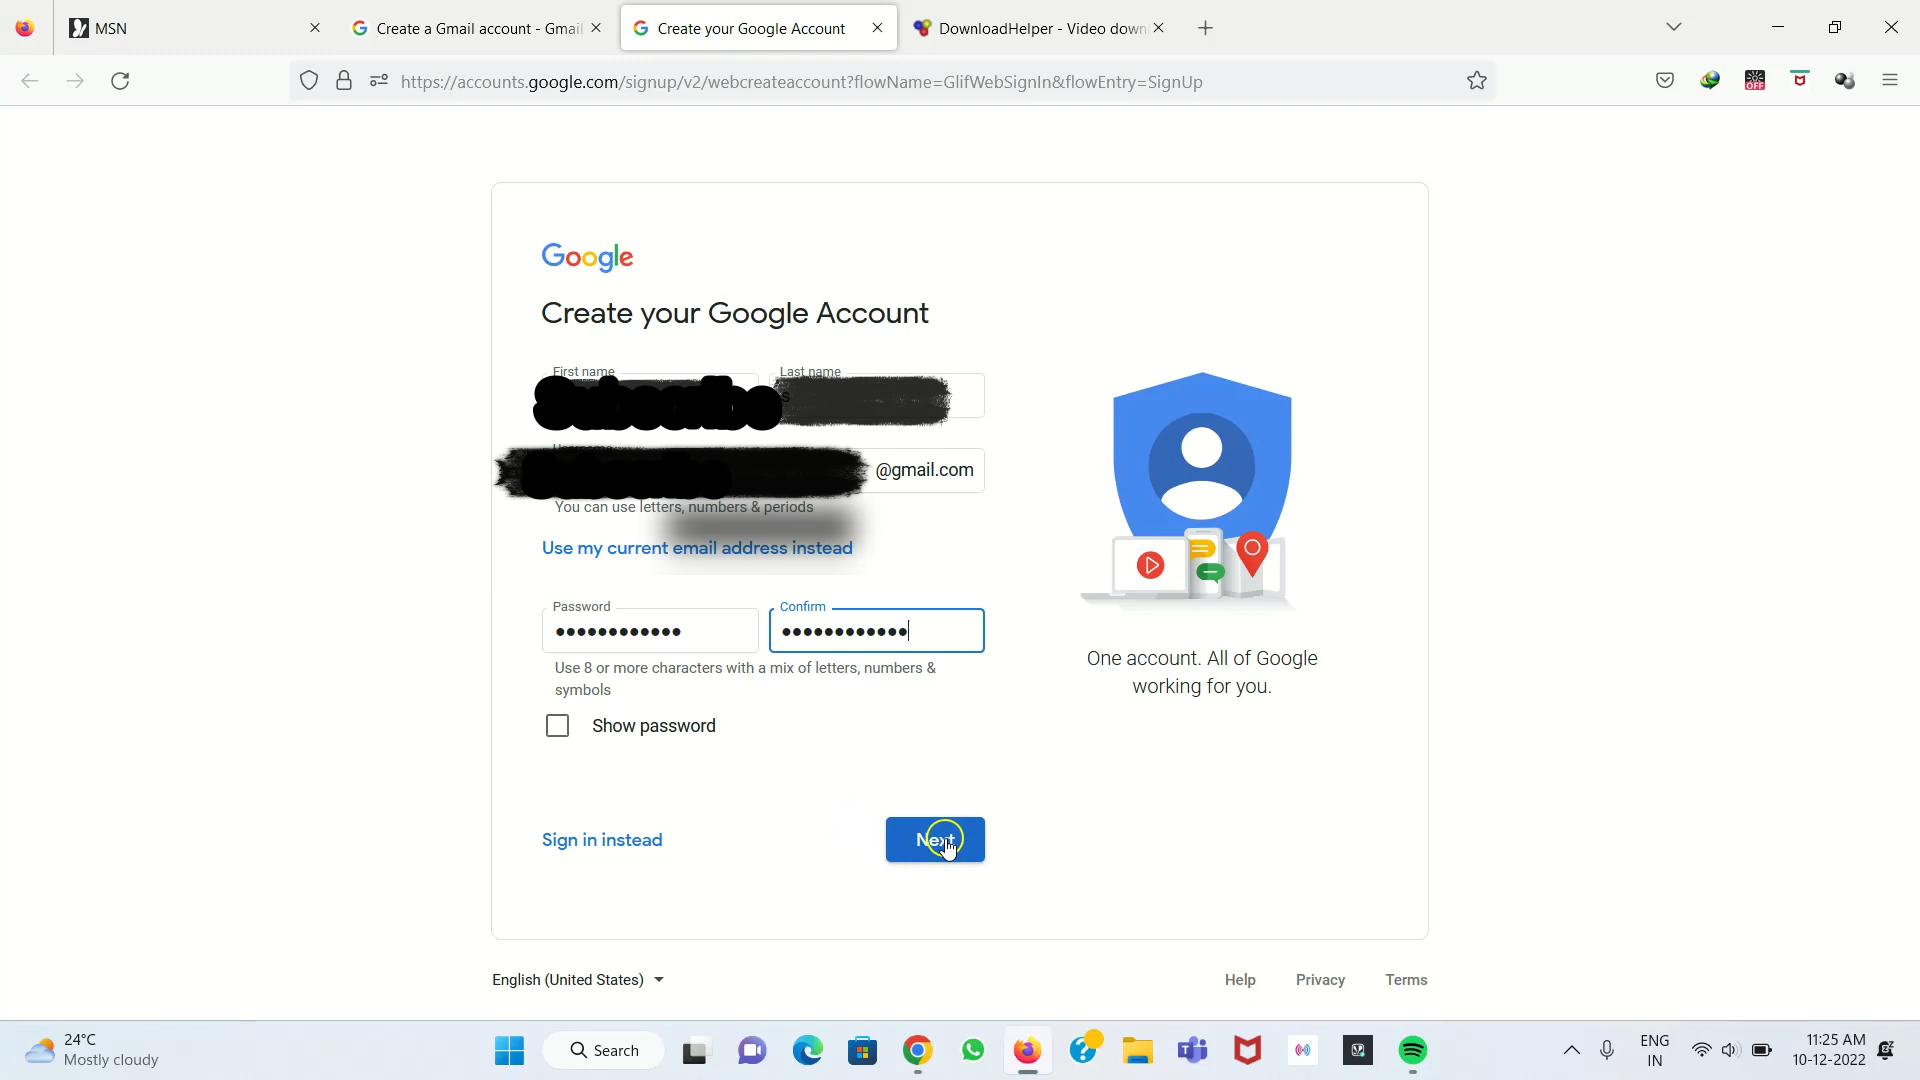 MSN
Create a Gmail account - Gmail
Create your Google Account
DownloadHelper - Video down
https://accounts.google.com/signup/v2/webcreateaccount?flowName=GlifWebSignIn&flowEntry=SignUp
OFF
Google
Create your Google Account
First name
Last name
s
Username
@gmail.com
You can use letters, numbers & periods
Use my current email address instead
Password
Confirm
Use 8 or more characters with a mix of letters, numbers &
symbols
Show password
One account. All of Google
working for you.
Sign in instead
Next
English (United States)
Help
Privacy
Terms
24°C
Mostly cloudy
Search
ENG
IN
11:25 AM
10-12-2022